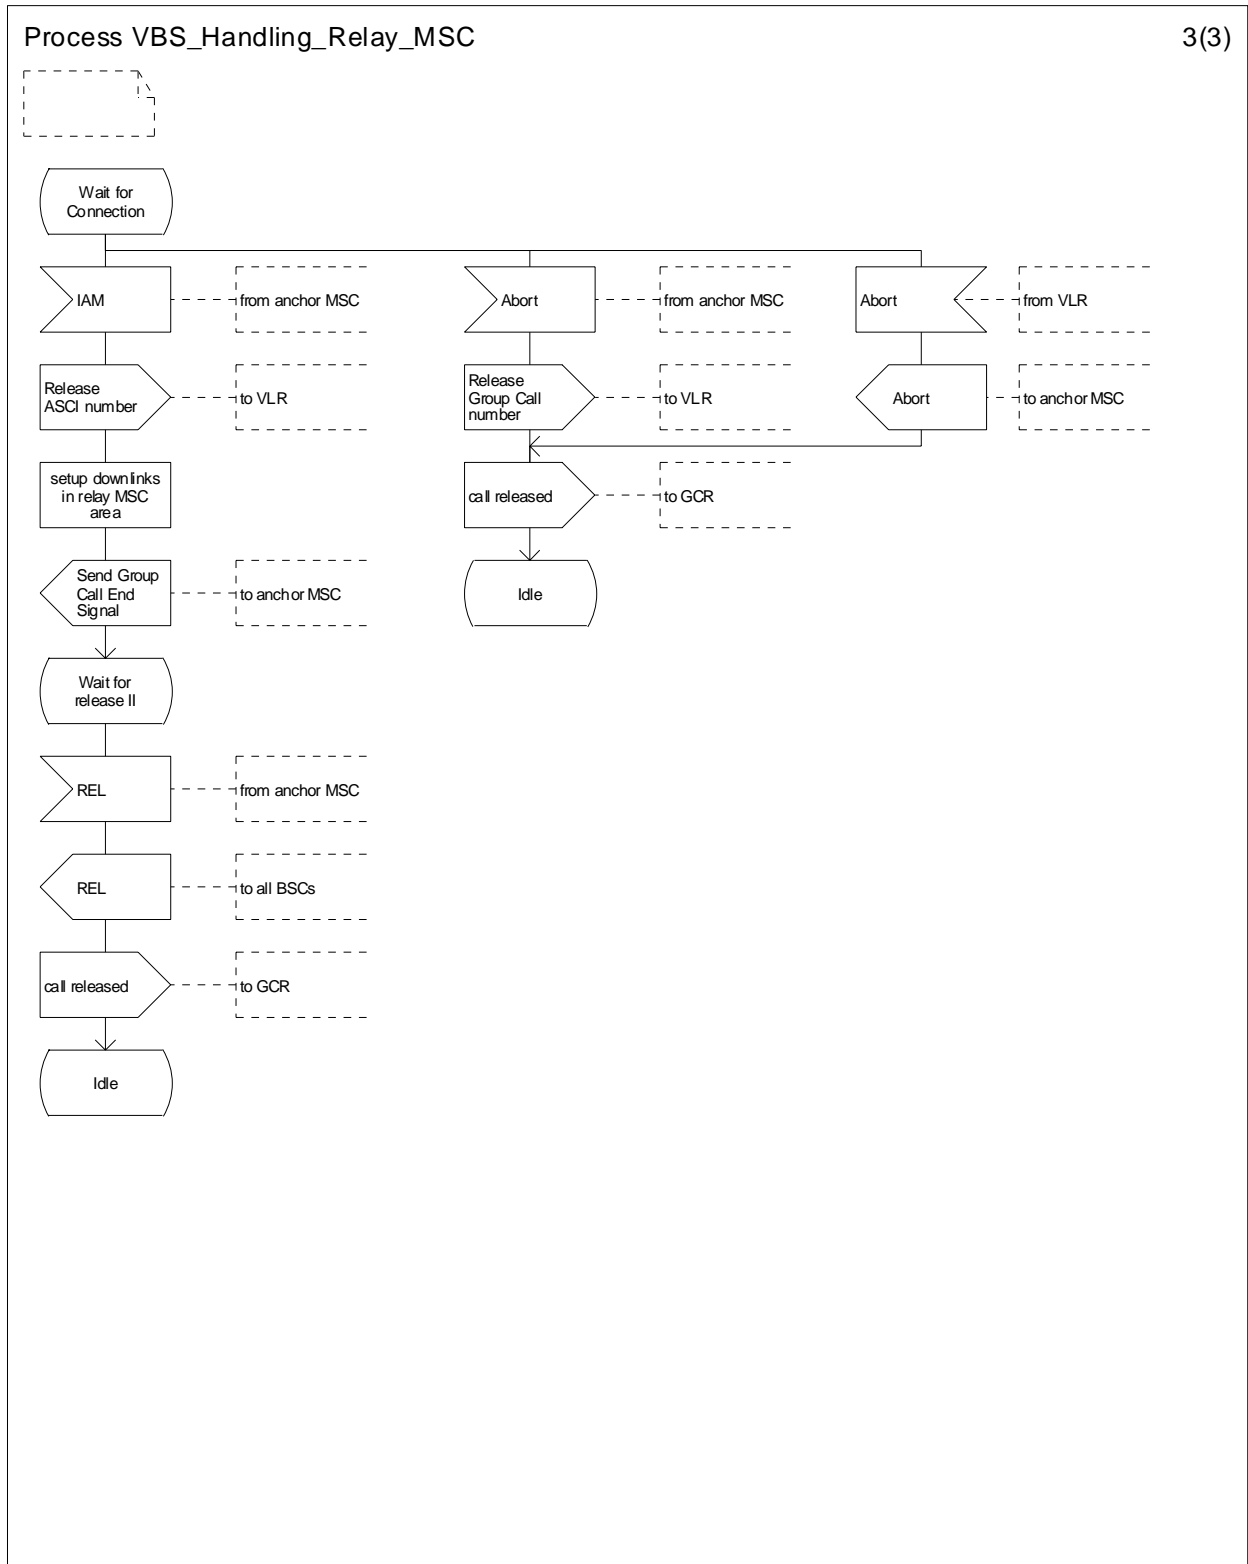 Process VBS_Handling_Relay_MSC
3(3)
Wait for
Connection
IAM
from anchor MSC
Abort
from anchor MSC
Abort
from VLR
Release
ASCI number
to VLR
Release
Group Call
number
to VLR
Abort
to anchor MSC
setup downlinks
in relay MSC
area
call released
to GCR
Send Group
Call End
Signal
to anchor MSC
Idle
Wait for
release II
REL
from anchor MSC
REL
to all BSCs
call released
to GCR
Idle